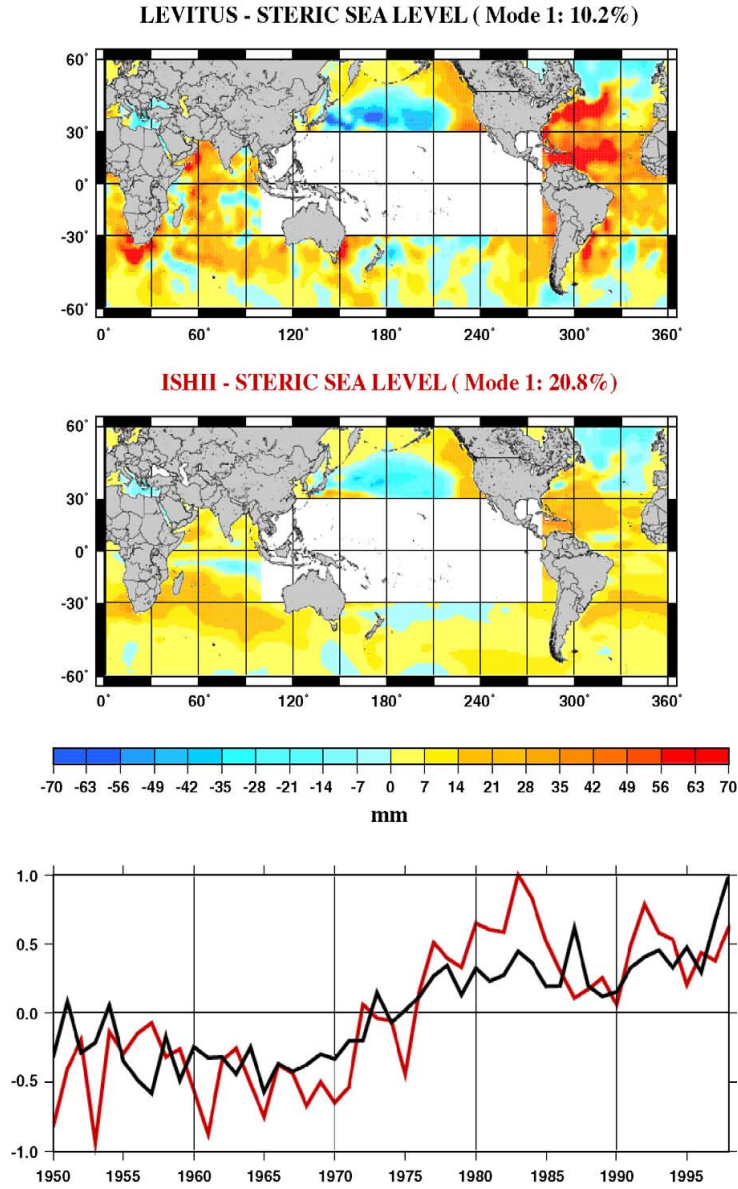 LEVITUS - STERIC SEA LEVEL ( Mode 1: 10.2%)
60°
30°
0°
-30°
-60°
0° 60° 120° 180° 240° 300° 360°
ISHII - STERIC SEA LEVEL ( Mode 1: 20.8%)
60°
30°
0°
-30°
-60°
0° 60° 120° 180° 240° 300° 360°
-70 -63 -56 -49 -42 -35 -28 -21 -14 -7 0 7 14 21 28 35 42 49 56 63 70
mm
1.0
0.5
0.0
-0.5
-1.0
1950 1955 1960 1965 1970 1975 1980 1985 1990 1995